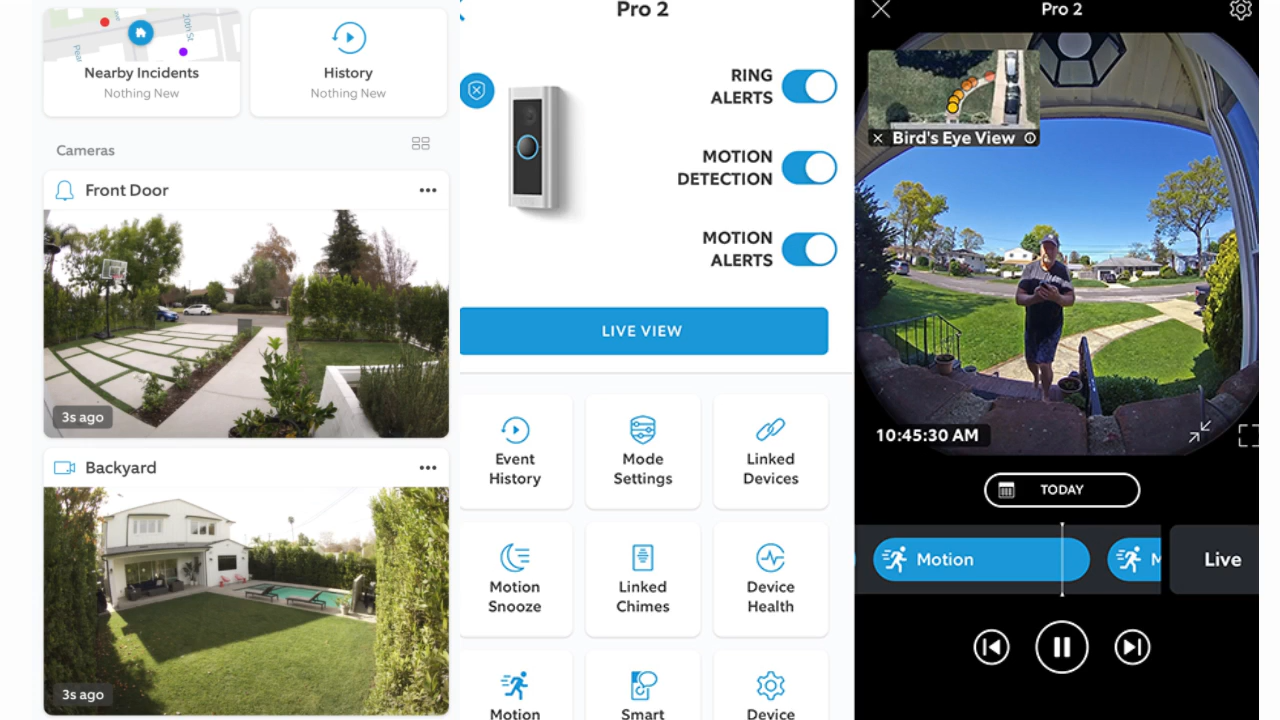 20th St
Nearby Incidents
Nothing New
History
Nothing New
Cameras
Front Door
3s ago
Backyard
3s ago
Pro 2
RING
ALERTS
MOTION
DETECTION
MOTION
ALERTS
LIVE VIEW
Event
History
Mode
Settings
Linked
Devices
Motion
Snooze
Linked
Chimes
Device
Health
Motion
Smart
Device
Pro 2
Bird's Eye View
10:45:30 AM
TODAY
Motion
M
Live